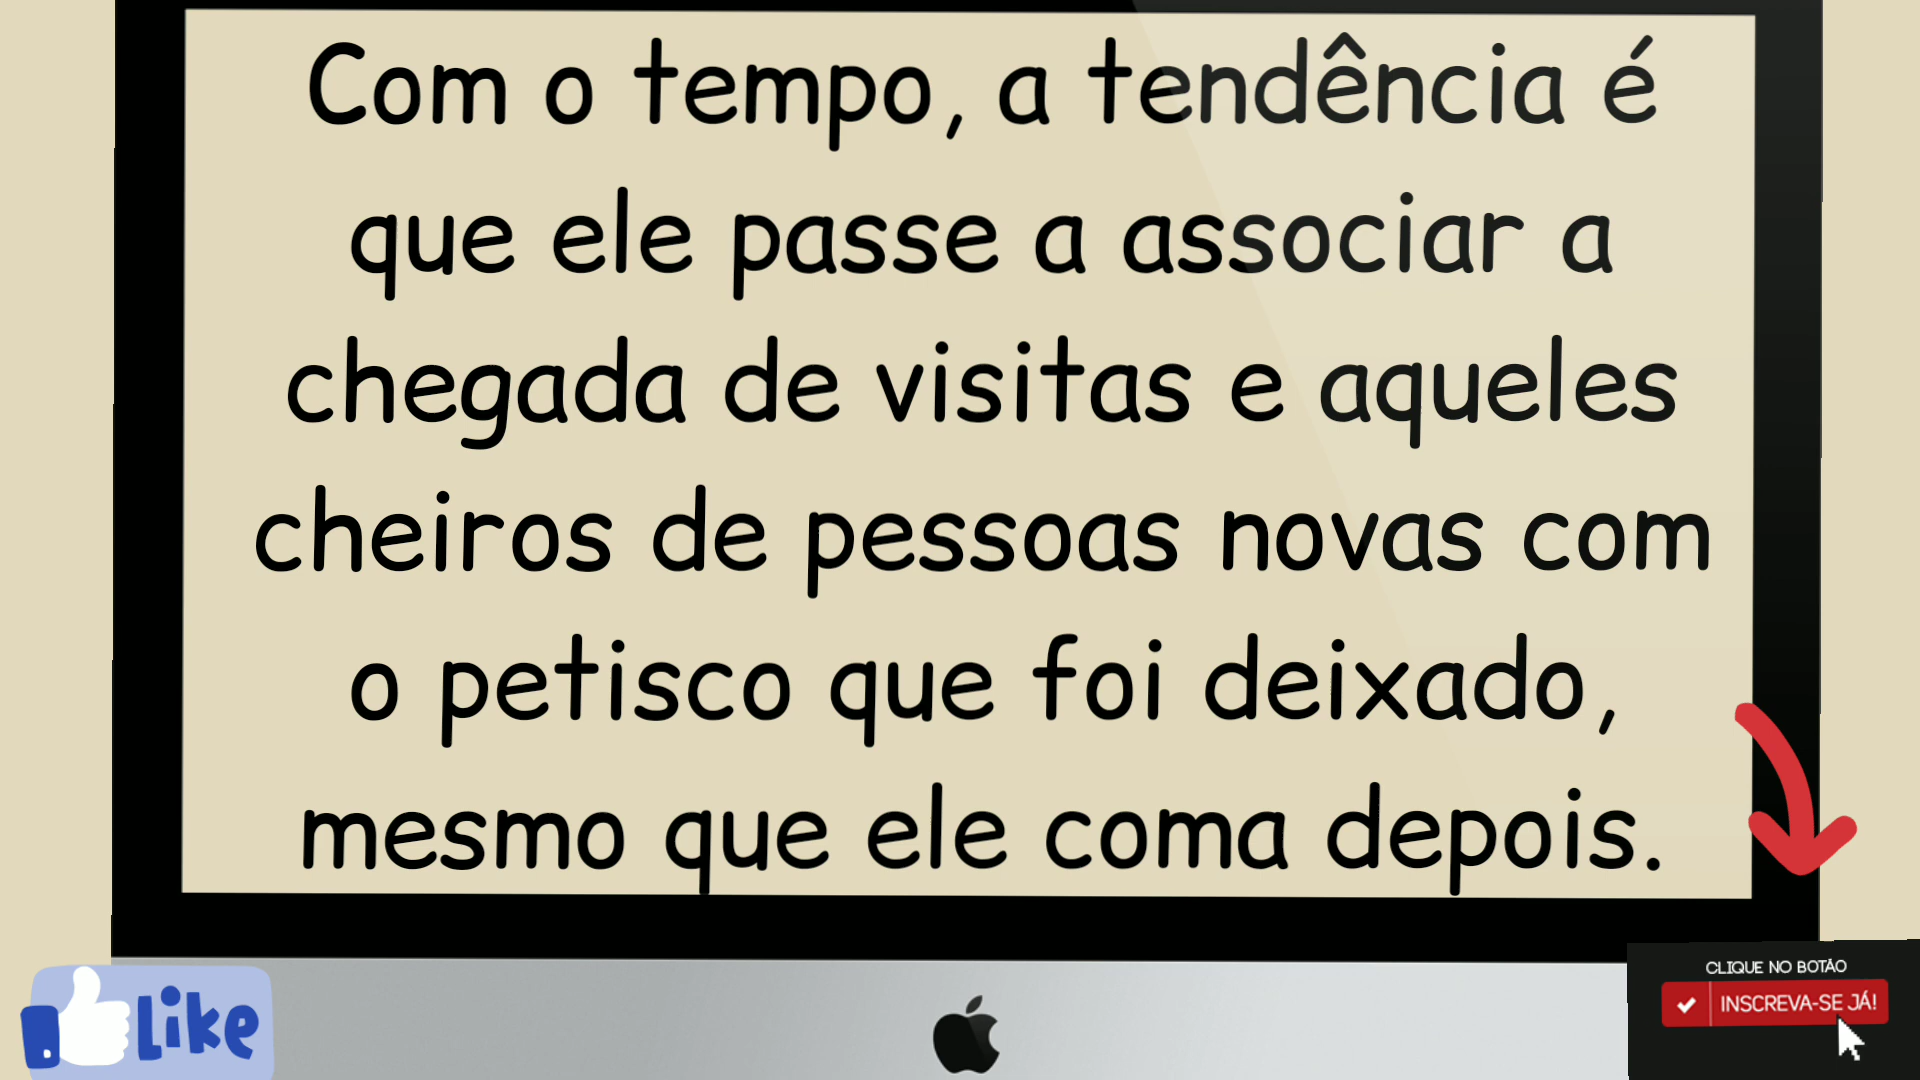 Com o tempo, a tendência é
que ele passe a associar a
chegada de visitas e aqueles
cheiros de pessoas novas com
o petisco que foi deixado,
mesmo que ele coma depois.
Like
CLIQUE NO BOTÃO
INSCREVA-SE JÁ!